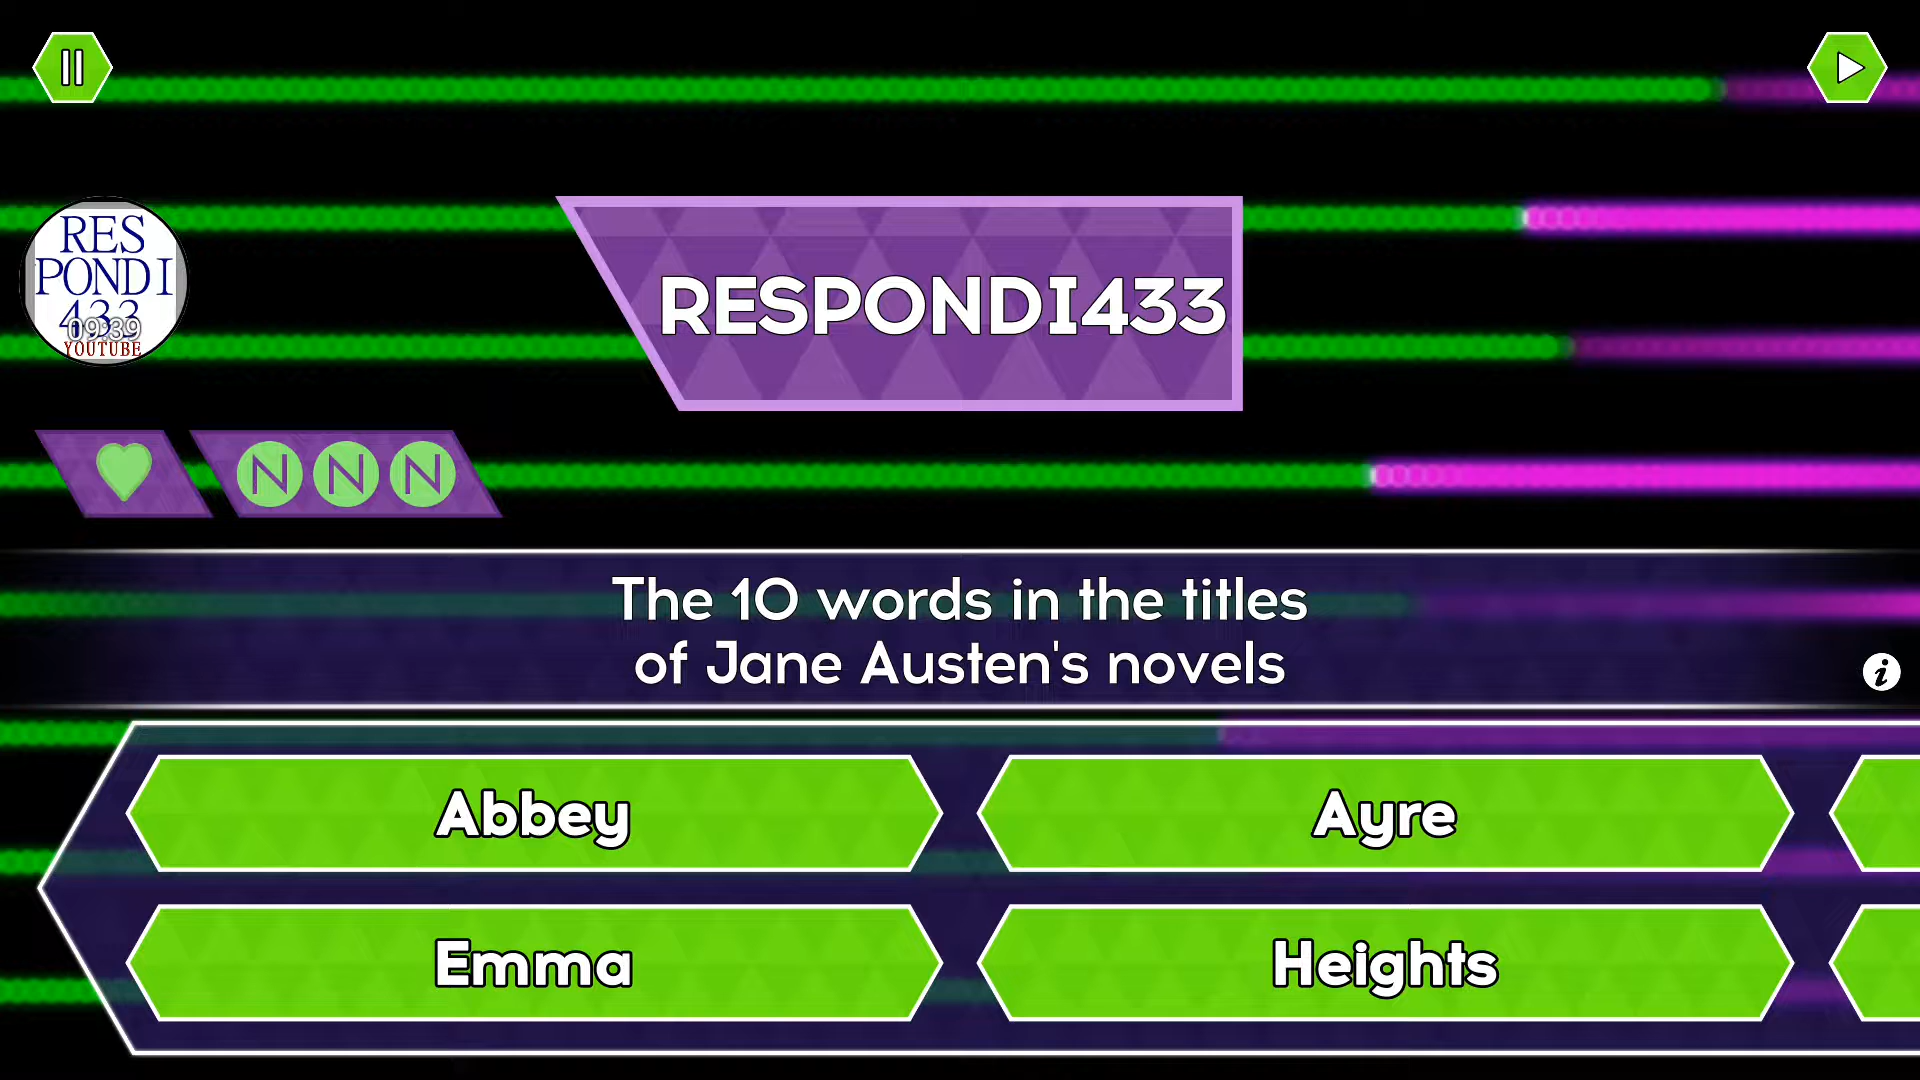 RES
PONDI
433
09:39
YOUTUBE
RESPONDI433
N N N
The 10 words in the titles
of Jane Austen's novels
i
Abbey
Ayre
Emma
Heights